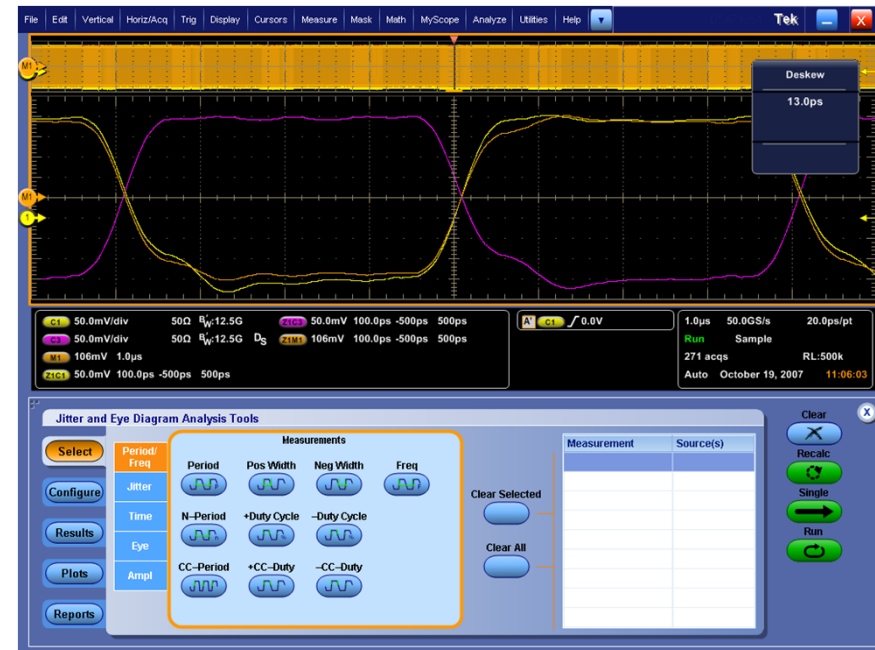 File Edit Vertical Horiz/Acq Trig Display Cursors Measure Mask Math MyScope Analyze Utilities Help Tek X
M1
Deskew
13.0ps
M1
1
C1 50.0mV/div 50Ω BW:12.5G Z1C3 50.0mV 100.0ps -500ps 500ps
C3 50.0mV/div 50Ω BW:12.5G DS Z1M1 106mV 100.0ps -500ps 500ps
M1 106mV 1.0µs
Z1C1 50.0mV 100.0ps -500ps 500ps
A' C1 0.0V
1.0µs 50.0GS/s 20.0ps/pt
Run Sample
271 acqs RL:500k
Auto October 19, 2007 11:06:03
Jitter and Eye Diagram Analysis Tools
Select
Configure
Results
Plots
Reports
Period/
Freq
Jitter
Time
Eye
Ampl
Measurements
Period Pos Width Neg Width Freq
N–Period +Duty Cycle –Duty Cycle
CC–Period +CC–Duty –CC–Duty
Clear Selected
Clear All
Measurement Source(s)
Clear
Recalc
Single
Run
X